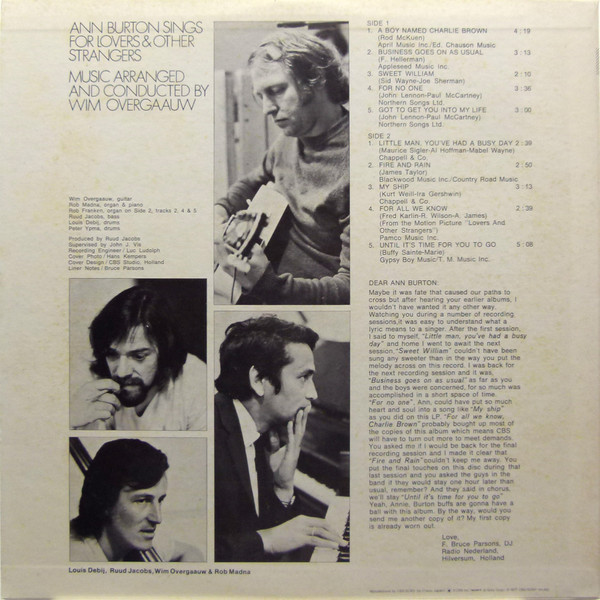 ANN BURTON SINGS
FOR LOVERS & OTHER
STRANGERS
MUSIC ARRANGED
AND CONDUCTED BY
WIM OVERGAAUW
Wim Overgaauw, guitar
Rob Madna, organ & piano
Rob Franken, organ on Side 2, tracks 2, 4 & 5
Ruud Jacobs, bass
Louis Debij, drums
Peter Ypma, drums
Produced by Ruud Jacobs
Supervised by John J. Vis
Recording Engineer / Luc Ludolph
Cover Photo / Hans Kempers
Cover Design / CBS Studio, Holland
Liner Notes / Bruce Parsons
Louis Debij, Ruud Jacobs, Wim Overgaauw & Rob Madna
SIDE 1
1. A BOY NAMED CHARLIE BROWN 4:19
(Rod McKuen)
April Music Inc./Ed. Chauson Music
2. BUSINESS GOES ON AS USUAL 3:13
(F. Hellerman)
Appleseed Music Inc.
3. SWEET WILLIAM 2:10
(Sid Wayne-Joe Sherman)
4. FOR NO ONE 3:36
(John Lennon-Paul McCartney)
Northern Songs Ltd.
5. GOT TO GET YOU INTO MY LIFE 3:00
(John Lennon-Paul McCartney)
Northern Songs Ltd.
SIDE 2
1. LITTLE MAN, YOU'VE HAD A BUSY DAY 2:39
(Maurice Sigler-Al Hoffman-Mabel Wayne)
Chappell & Co.
2. FIRE AND RAIN 2:50
(James Taylor)
Blackwood Music Inc./Country Road Music
3. MY SHIP 3:13
(Kurt Weill-Ira Gershwin)
Chappell & Co.
4. FOR ALL WE KNOW 2:39
(Fred Karlin-R. Wilson-A. James)
(From the Motion Picture "Lovers And
Other Strangers")
Pamco Music Inc.
5. UNTIL IT'S TIME FOR YOU TO GO 5:08
(Buffy Sainte-Marie)
Gypsy Boy Music/T. M. Music Inc.
DEAR ANN BURTON:
Maybe it was fate that caused our paths to
cross but after hearing your earlier albums, I
wouldn't have wanted it any other way.
Watching you during a number of recording
sessions,it was easy to understand what a
lyric means to a singer. After the first session,
I said to myself, "Little man, you've had a busy
day" and home I went to await the next
session."Sweet William" couldn't have been
sung any sweeter than in the way you put the
melody across on this record. I was back for
the next recording session and it was,
"Business goes on as usual" as far as you
and the boys were concerned, for so much was
accomplished in a short space of time.
"For no one". Ann, could have put so much
heart and soul into a song like "My ship"
as you did on this LP. "For all we know,
Charlie Brown" probably bought up most of
the copies of this album which means CBS
will have to turn out more to meet demands.
You asked me if I would be back for the final
recording session and I made it clear that
"Fire and Rain" couldn't keep me away. You
put the final touches on this disc during that
last session and you asked the guys in the
band if they would stay one hour later than
usual, remember? And they said in chorus,
we'll stay "Until it's time for you to go"
Yeah, Annie, Burton buffs are gonna have a
ball with this album. By the way, would you
send me another copy of it? My first copy
is already worn out.
Love,
F. Bruce Parsons, DJ
Radio Nederland,
Hilversum, Holland